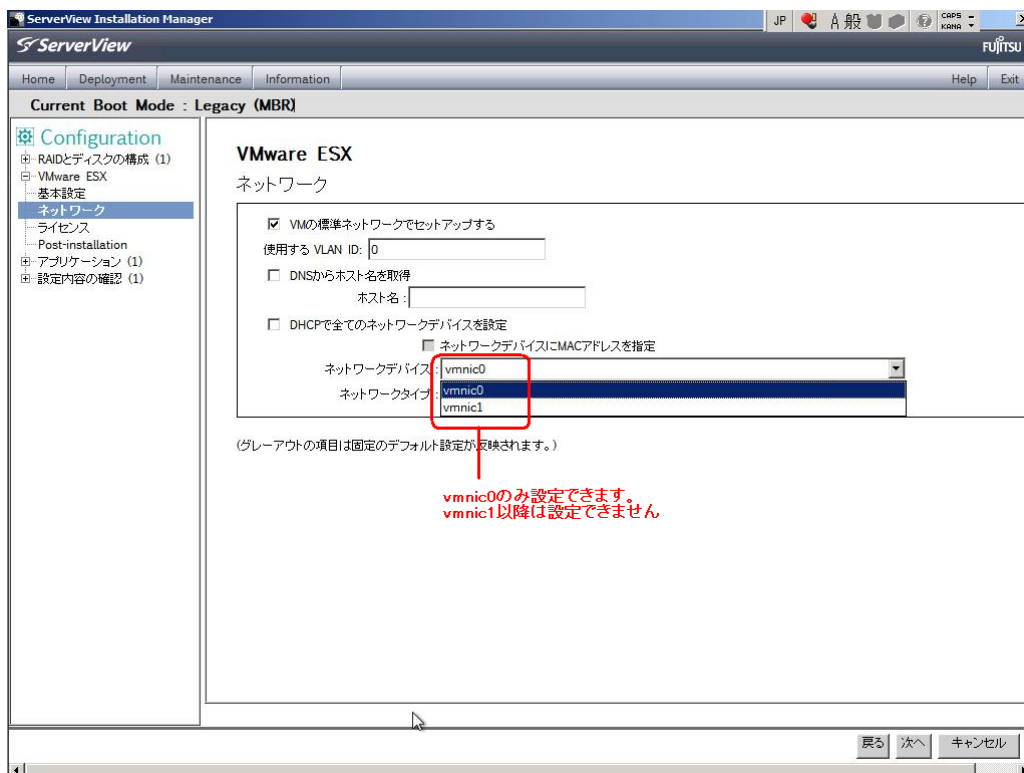 ServerView Installation Manager
JP
A 般
CAPS
KANA
ServerView
FUJITSU
Home
Deployment
Maintenance
Information
Help
Exit
Current Boot Mode : Legacy (MBR)
Configuration
RAIDとディスクの構成 (1)
VMware ESX
基本設定
ネットワーク
ライセンス
Post-installation
アプリケーション (1)
設定内容の確認 (1)
VMware ESX
ネットワーク
VMの標準ネットワークでセットアップする
使用する VLAN ID: 0
DNSからホスト名を取得
ホスト名 :
DHCPで全てのネットワークデバイスを設定
ネットワークデバイスにMACアドレスを指定
ネットワークデバイス : vmnic0
ネットワークタイプ : vmnic0
vmnic1
(グレーアウトの項目は固定のデフォルト設定が反映されます。)
vmnic0のみ設定できます。
vmnic1以降は設定できません
戻る
次へ
キャンセル